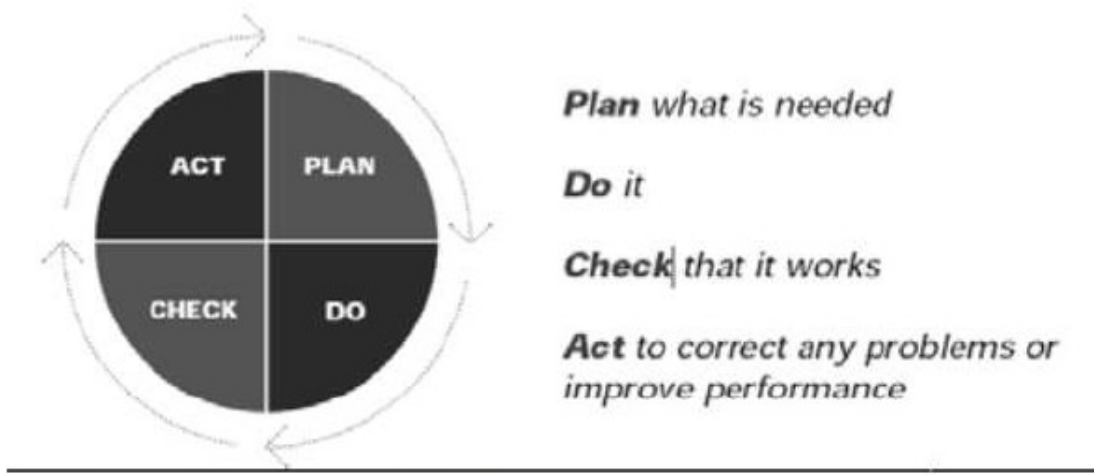 ACT
PLAN
CHECK
DO
Plan what is needed
Do it
Check that it works
Act to correct any problems or
improve performance